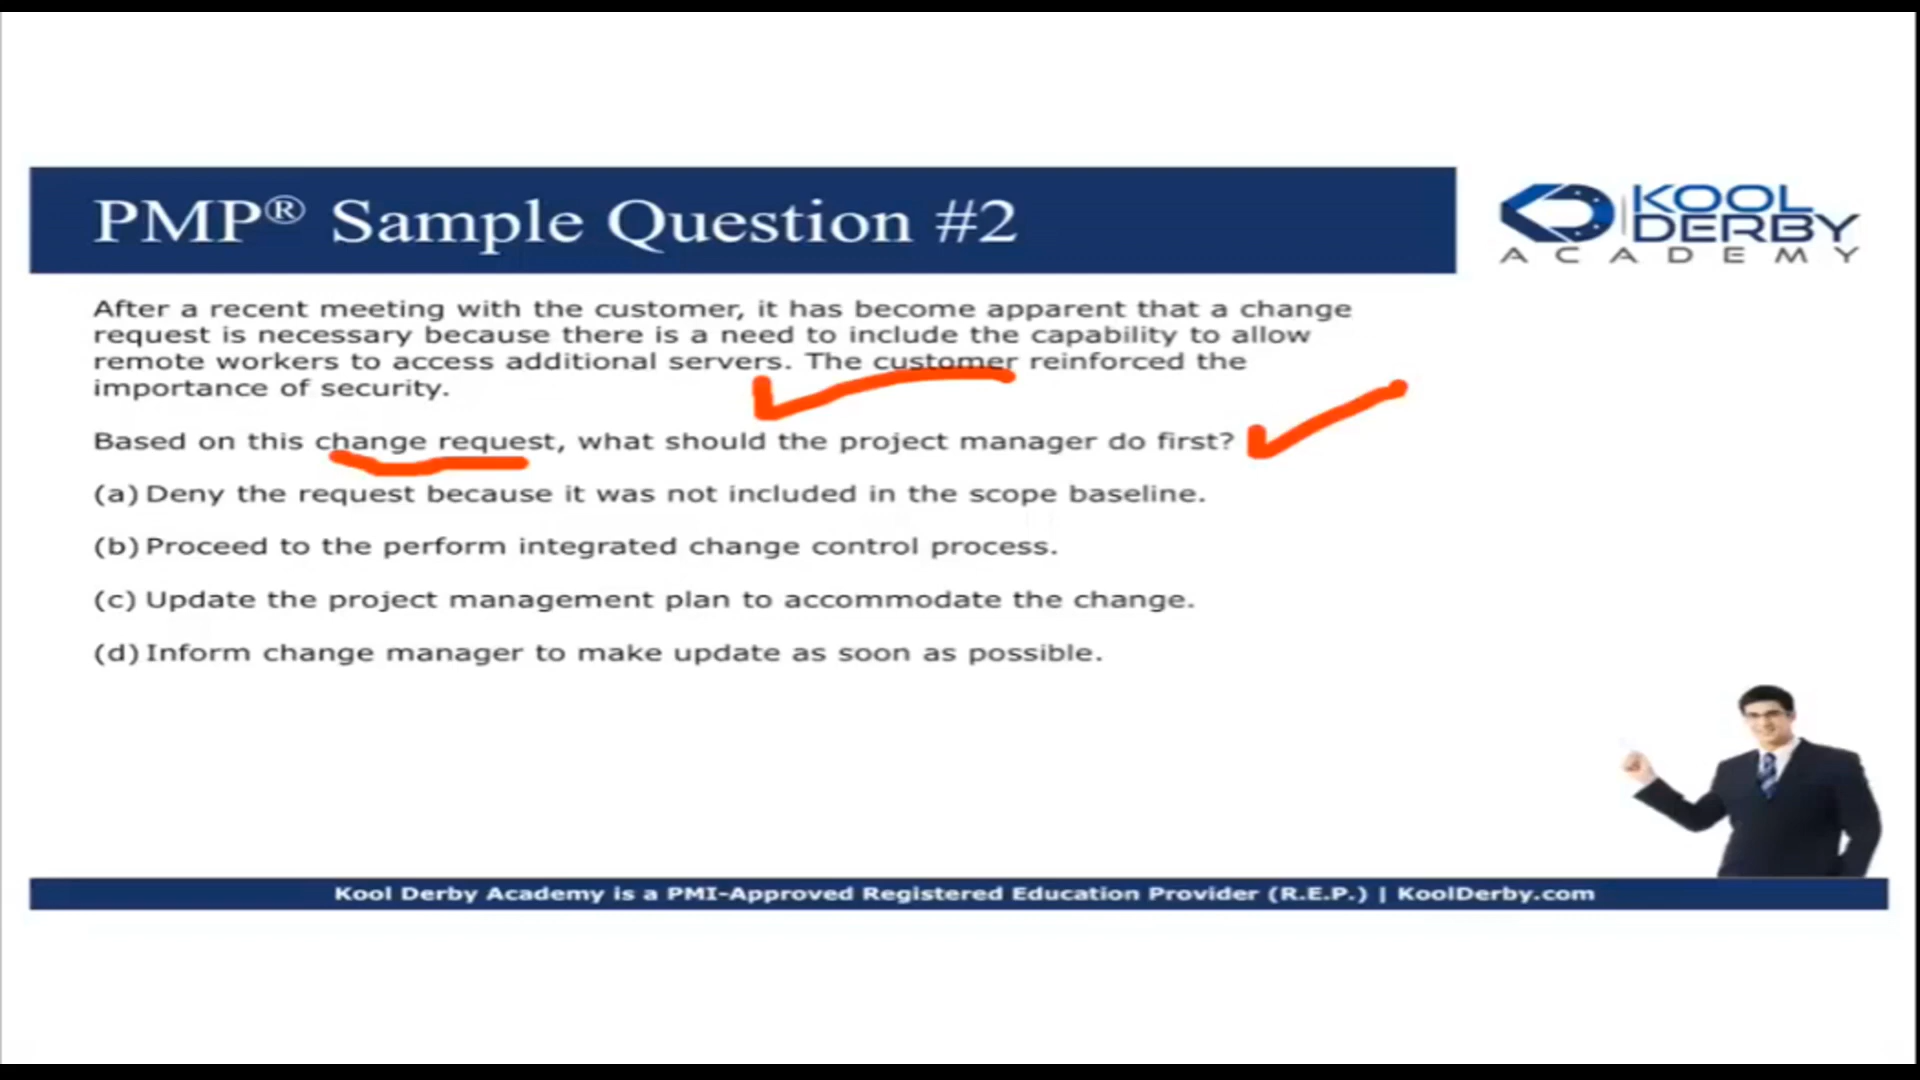 PMP® Sample Question #2
KOOL
DERBY
ACADEMY
After a recent meeting with the customer, it has become apparent that a change
request is necessary because there is a need to include the capability to allow
remote workers to access additional servers. The customer reinforced the
importance of security.
Based on this change request, what should the project manager do first?
(a) Deny the request because it was not included in the scope baseline.
(b) Proceed to the perform integrated change control process.
(c) Update the project management plan to accommodate the change.
(d) Inform change manager to make update as soon as possible.
Kool Derby Academy is a PMI-Approved Registered Education Provider (R.E.P.) | KoolDerby.com